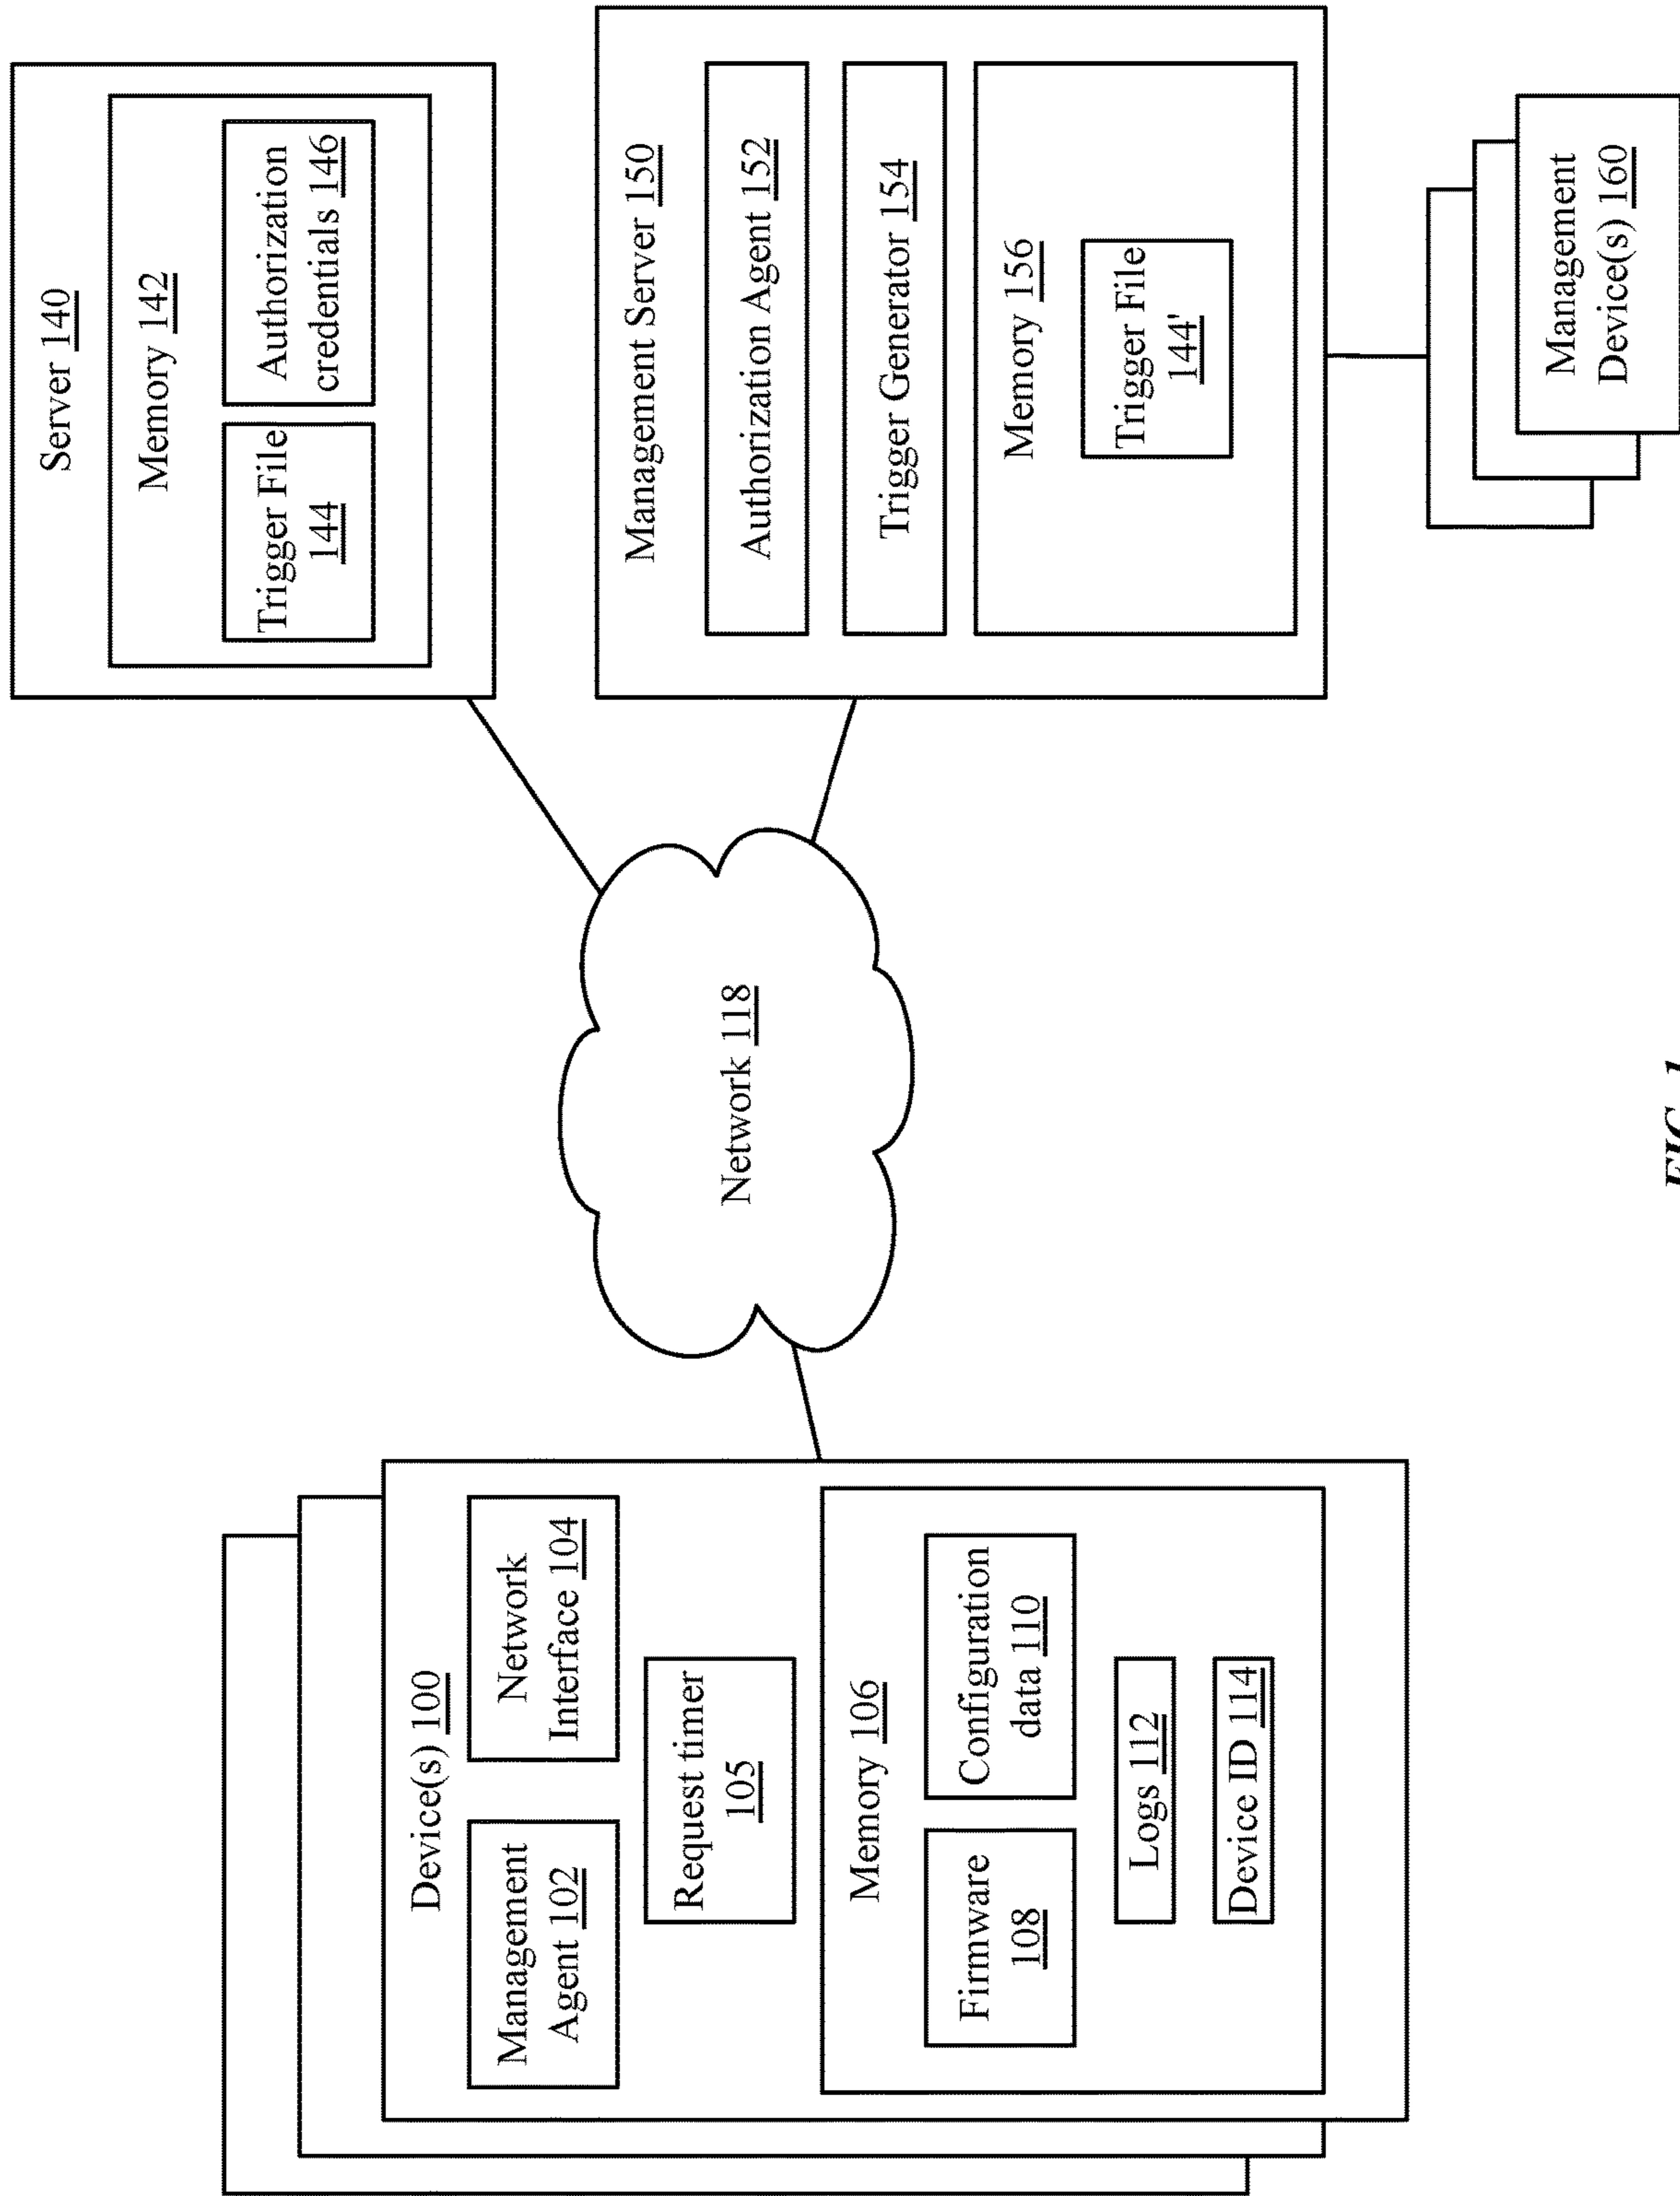 Device(s) 100
Management
Agent 102
Network
Interface 104
Request timer
105
Memory 106
Firmware
108
Configuration
data 110
Logs 112
Device ID 114
Network 118
Server 140
Memory 142
Trigger File
144
Authorization
credentials 146
Management Server 150
Authorization Agent 152
Trigger Generator 154
Memory 156
Trigger File
144'
Management
Device(s) 160
FIG. 1